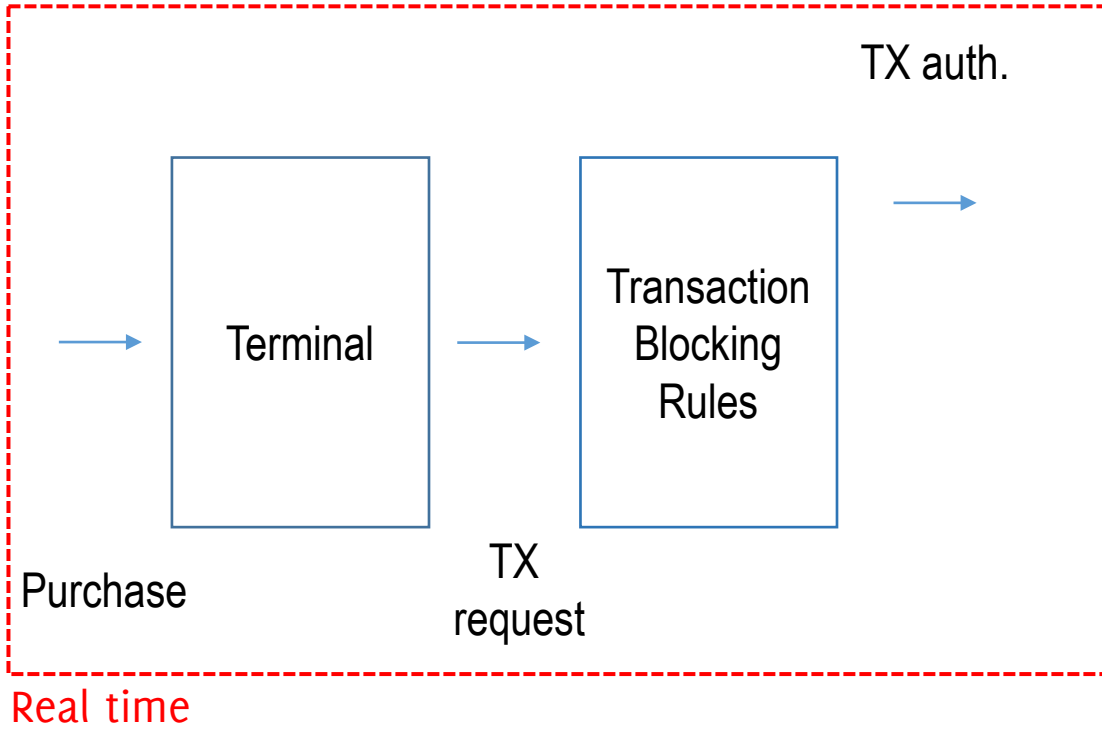 TX auth.
Terminal
Transaction
Blocking
Rules
Purchase
TX
request
Real time